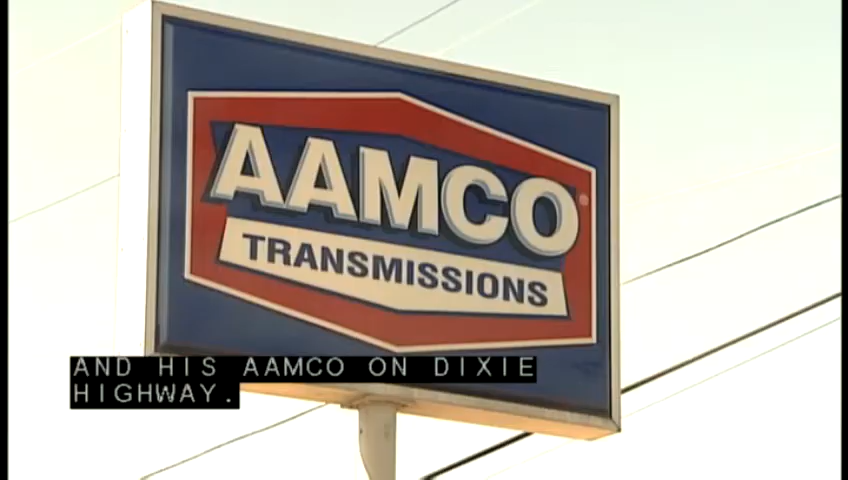 AAMCO
TRANSMISSIONS
AND HIS AAMCO ON DIXIE
HIGHWAY.